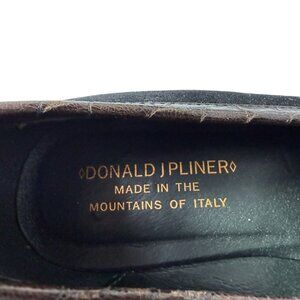 ◊DONALD J PLINER◊
MADE IN THE
MOUNTAINS OF ITALY